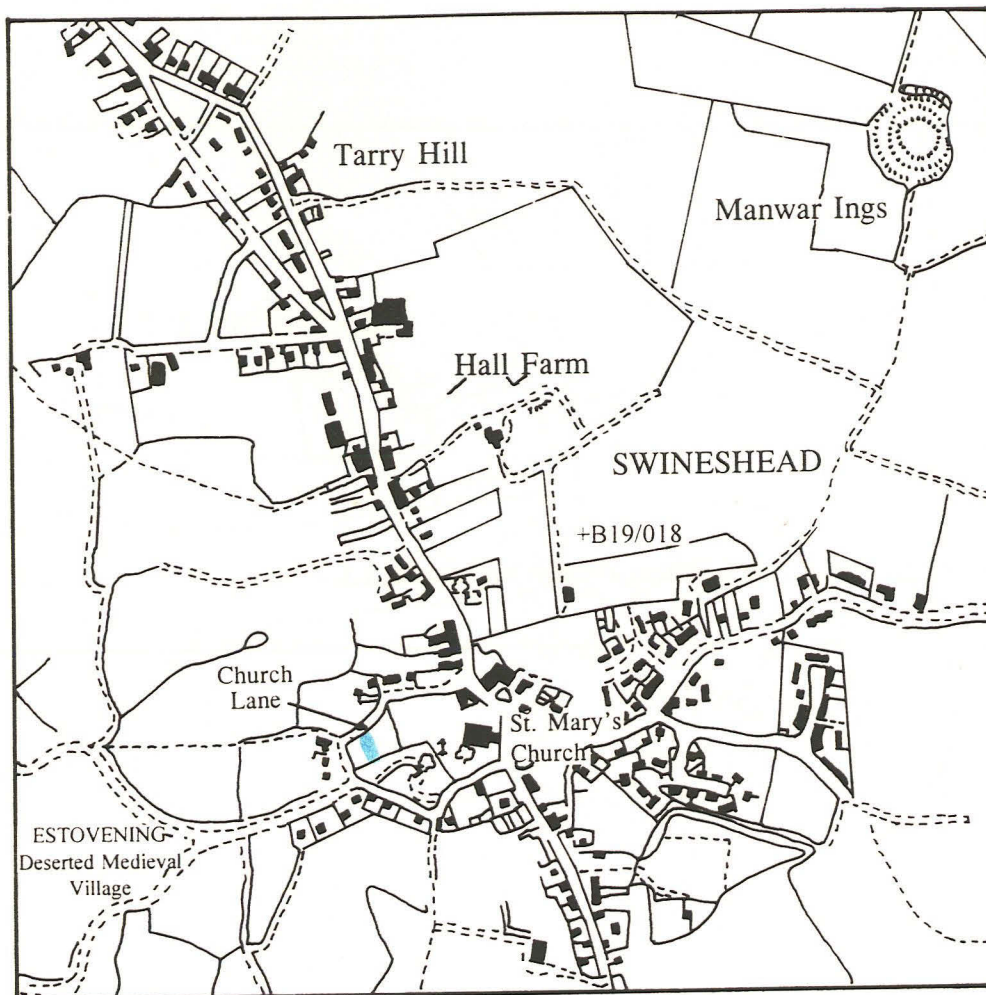 Tarry Hill
Manwar Ings
Hall Farm
SWINESHEAD
+B19/018
Church
Lane
St. Mary's
Church
ESTOVENING
Deserted Medieval
Village